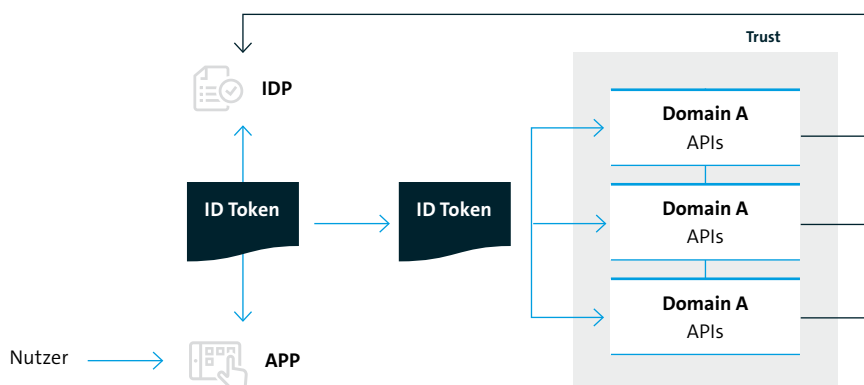 Trust
IDP
Domain A
APIs
ID Token
ID Token
Domain A
APIs
Domain A
APIs
Nutzer
APP